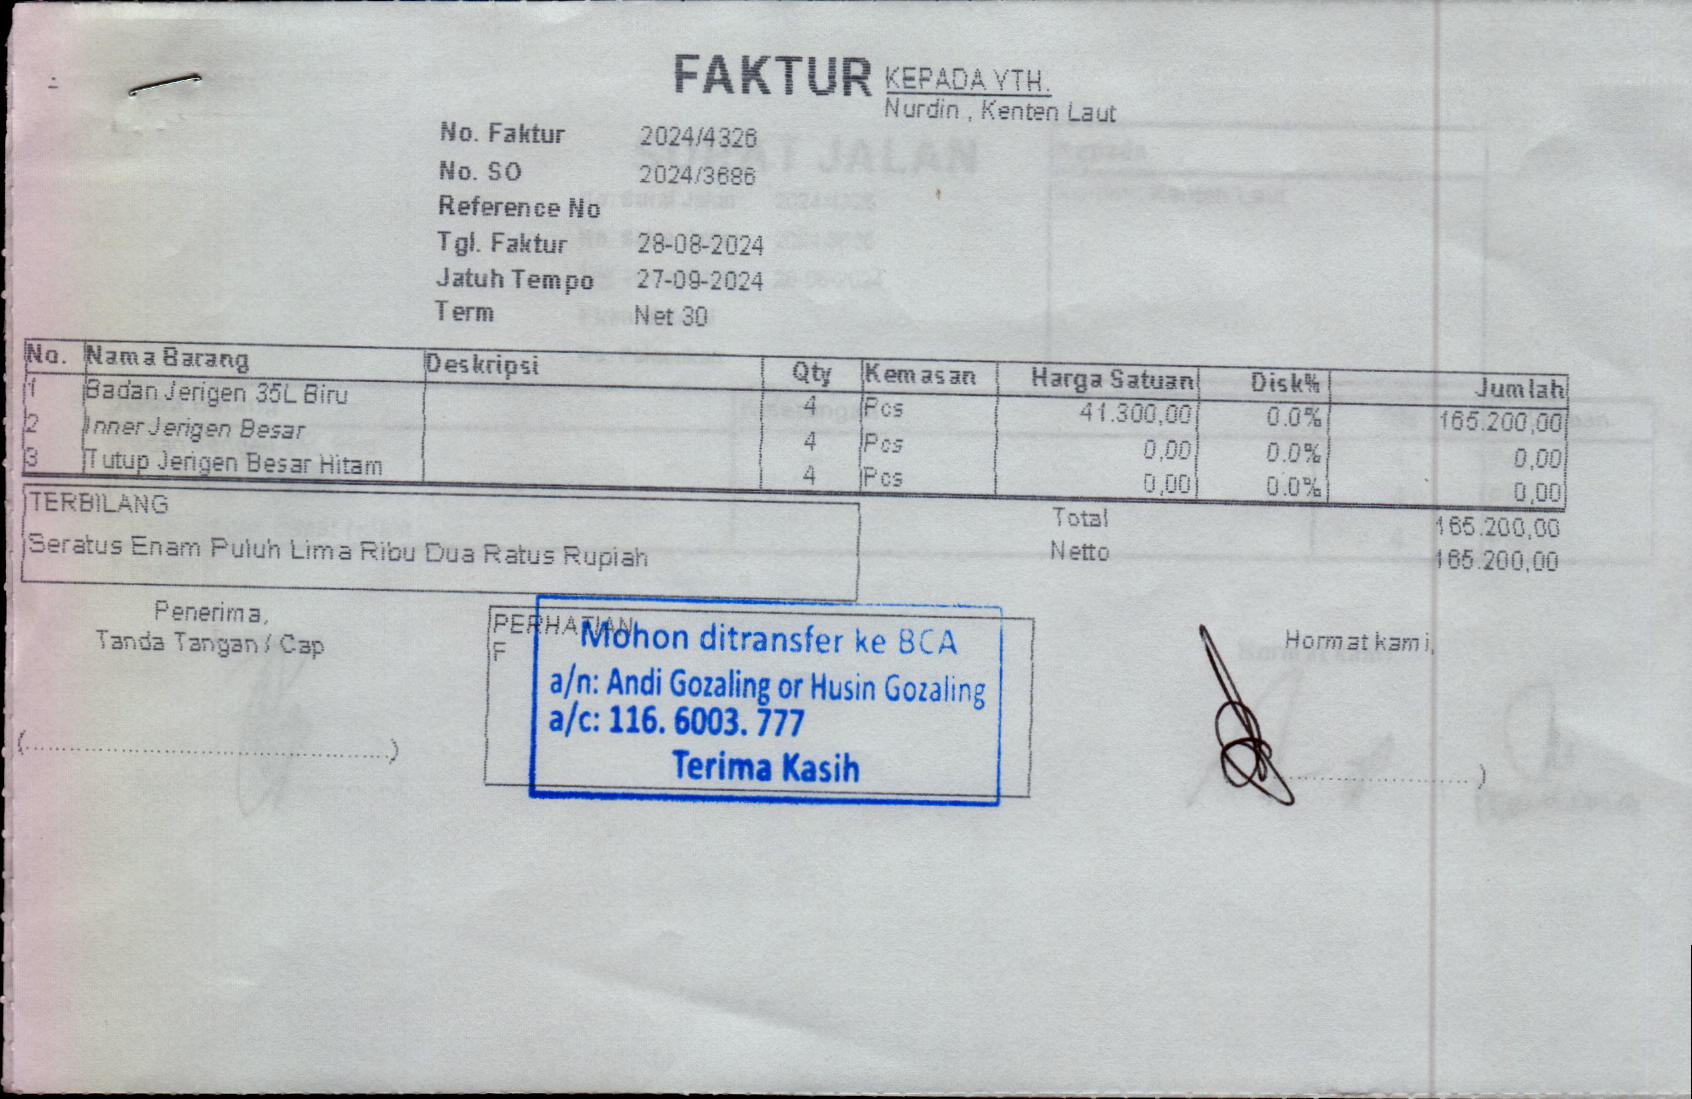 FAKTUR
KEPADA YTH.
Nurdin , Kenten Laut
No. Faktur 2024/4326
No. SO 2024/3686
Reference No
Tgl. Faktur 28-08-2024
Jatuh Tempo 27-09-2024
Term Net 30
No. Nama Barang Deskripsi Qty Kemasan Harga Satuan Disk% Jumlah
1 Badan Jerigen 35L Biru 4 Pcs 41.300,00 0.0% 165.200,00
2 Inner Jerigen Besar 4 Pcs 0,00 0.0% 0,00
3 Tutup Jerigen Besar Hitam 4 Pcs 0,00 0.0% 0,00
TERBILANG
Seratus Enam Puluh Lima Ribu Dua Ratus Rupiah
Total 165.200,00
Netto 165.200,00
Penerima,
Tanda Tangan / Cap
(.....................................................)
PERHATIAN
F
Mohon ditransfer ke BCA
a/n: Andi Gozaling or Husin Gozaling
a/c: 116. 6003. 777
Terima Kasih
Hormat kami,
SURAT JALAN